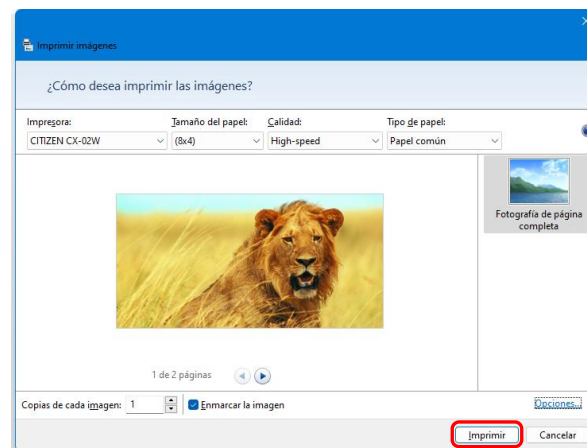 Imprimir imágenes
¿Cómo desea imprimir las imágenes?
Impresora: Tamaño del papel: Calidad: Tipo de papel:
CITIZEN CX-02W (8x4) High-speed Papel común
Fotografía de página
completa
1 de 2 páginas
Copias de cada imagen: 1 Enmarcar la imagen Opciones...
Imprimir Cancelar